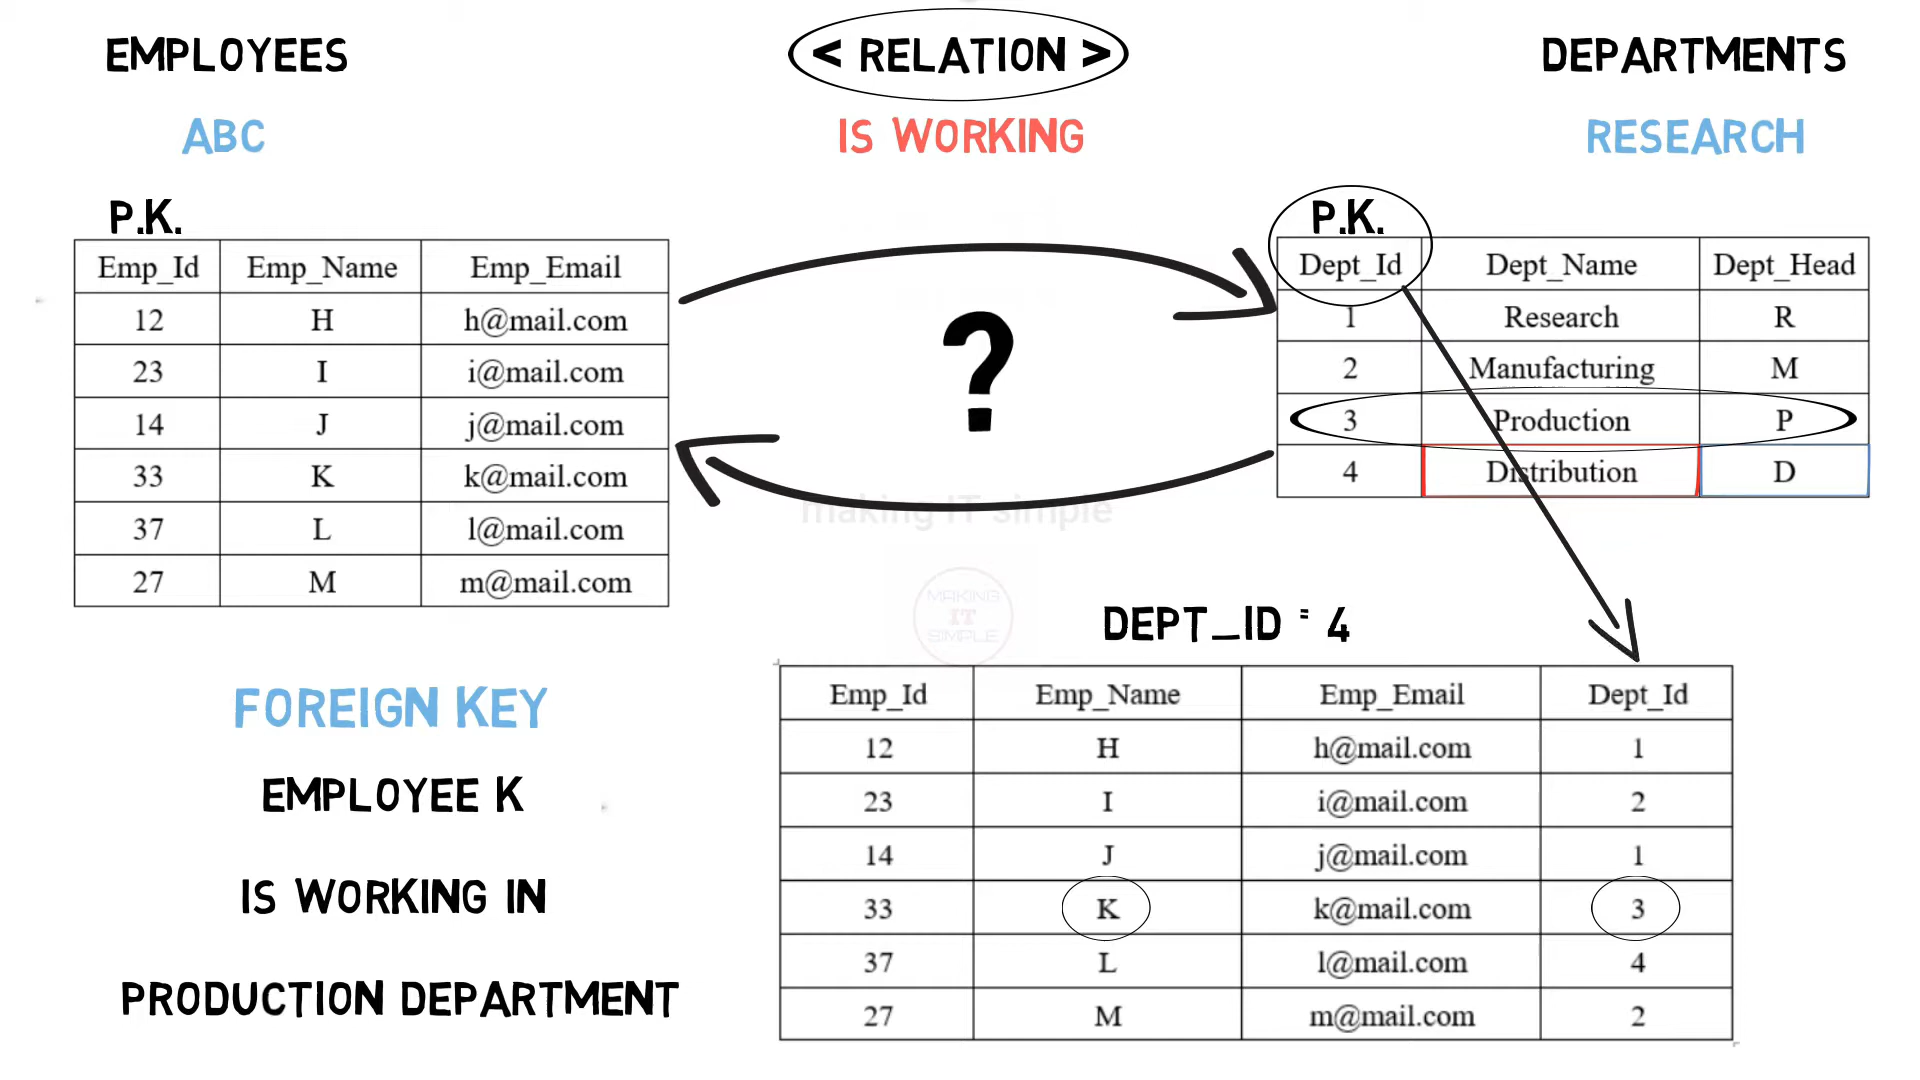 EMPLOYEES
< RELATION >
DEPARTMENTS
ABC
IS WORKING
RESEARCH
P.K.
Emp_Id Emp_Name Emp_Email
12 H h@mail.com
23 I i@mail.com
14 J j@mail.com
33 K k@mail.com
37 L l@mail.com
27 M m@mail.com
?
P.K.
Dept_Id Dept_Name Dept_Head
1 Research R
2 Manufacturing M
3 Production P
4 Distribution D
making IT simple
MAKING
IT
SIMPLE
DEPT_ID = 4
FOREIGN KEY
EMPLOYEE K
IS WORKING IN
PRODUCTION DEPARTMENT
Emp_Id Emp_Name Emp_Email Dept_Id
12 H h@mail.com 1
23 I i@mail.com 2
14 J j@mail.com 1
33 K k@mail.com 3
37 L l@mail.com 4
27 M m@mail.com 2